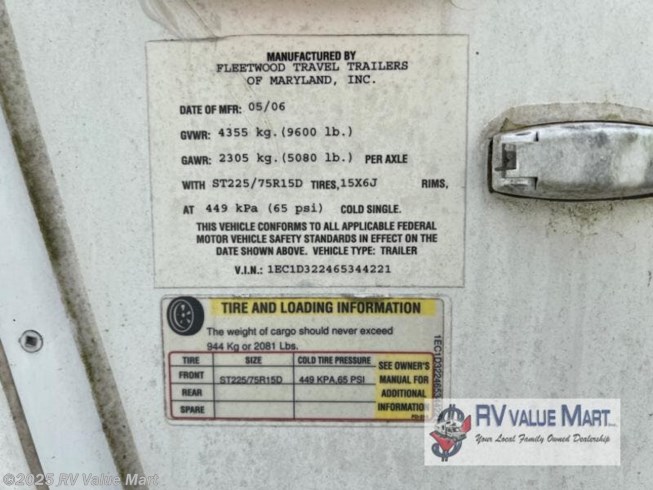 MANUFACTURED BY
FLEETWOOD TRAVEL TRAILERS
OF MARYLAND, INC.
DATE OF MFR: 05/06
GVWR: 4355 kg. (9600 lb.)
GAWR: 2305 kg. (5080 lb.) PER AXLE
WITH ST225/75R15D TIRES, 15X6J RIMS,
AT 449 kPa (65 psi) COLD SINGLE.
THIS VEHICLE CONFORMS TO ALL APPLICABLE FEDERAL
MOTOR VEHICLE SAFETY STANDARDS IN EFFECT ON THE
DATE SHOWN ABOVE. VEHICLE TYPE: TRAILER
V.I.N.: 1EC1D322465344221
TIRE AND LOADING INFORMATION
The weight of cargo should never exceed
944 Kg or 2081 Lbs.
TIRE SIZE COLD TIRE PRESSURE
SEE OWNER'S
MANUAL FOR
ADDITIONAL
INFORMATION
FRONT ST225/75R15D 449 KPA, 65 PSI
REAR
SPARE
1EC1D322465
RV VALUE MART INC
Your Local Family Owned Dealership
©2025 RV Value Mart